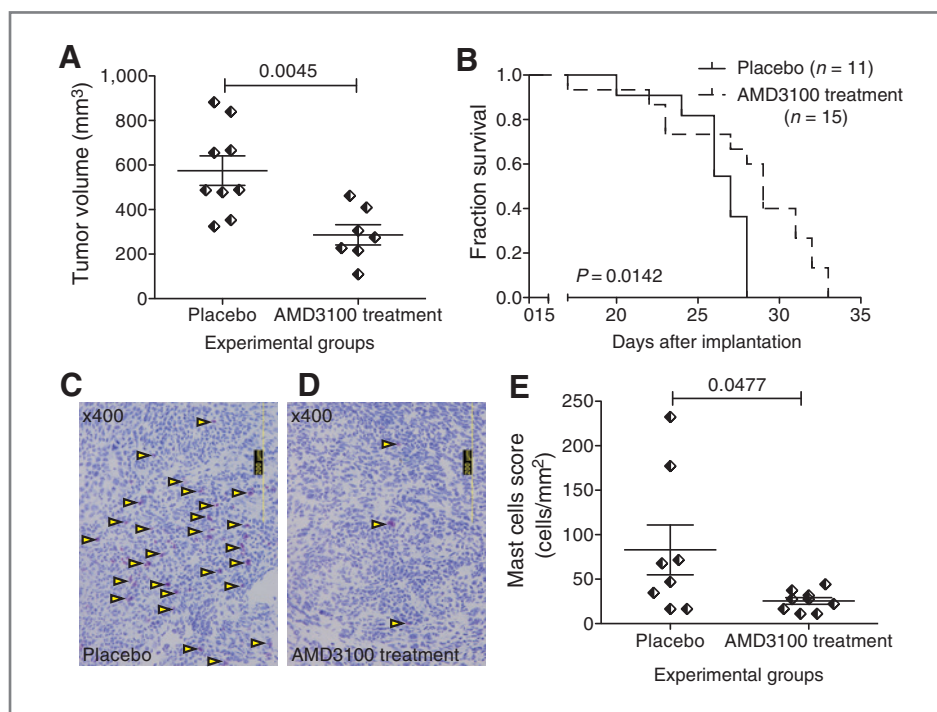 A
0.0045
1,000
800
600
400
200
0
Tumor volume (mm³)
Placebo
AMD3100 treatment
Experimental groups
B
Placebo (n = 11)
AMD3100 treatment
(n = 15)
1.0
0.8
0.6
0.4
0.2
0.0
Fraction survival
P = 0.0142
015
20
25
30
35
Days after implantation
C
x400
Placebo
D
x400
AMD3100 treatment
E
0.0477
250
200
150
100
50
0
Mast cells score
(cells/mm²)
Placebo
AMD3100 treatment
Experimental groups